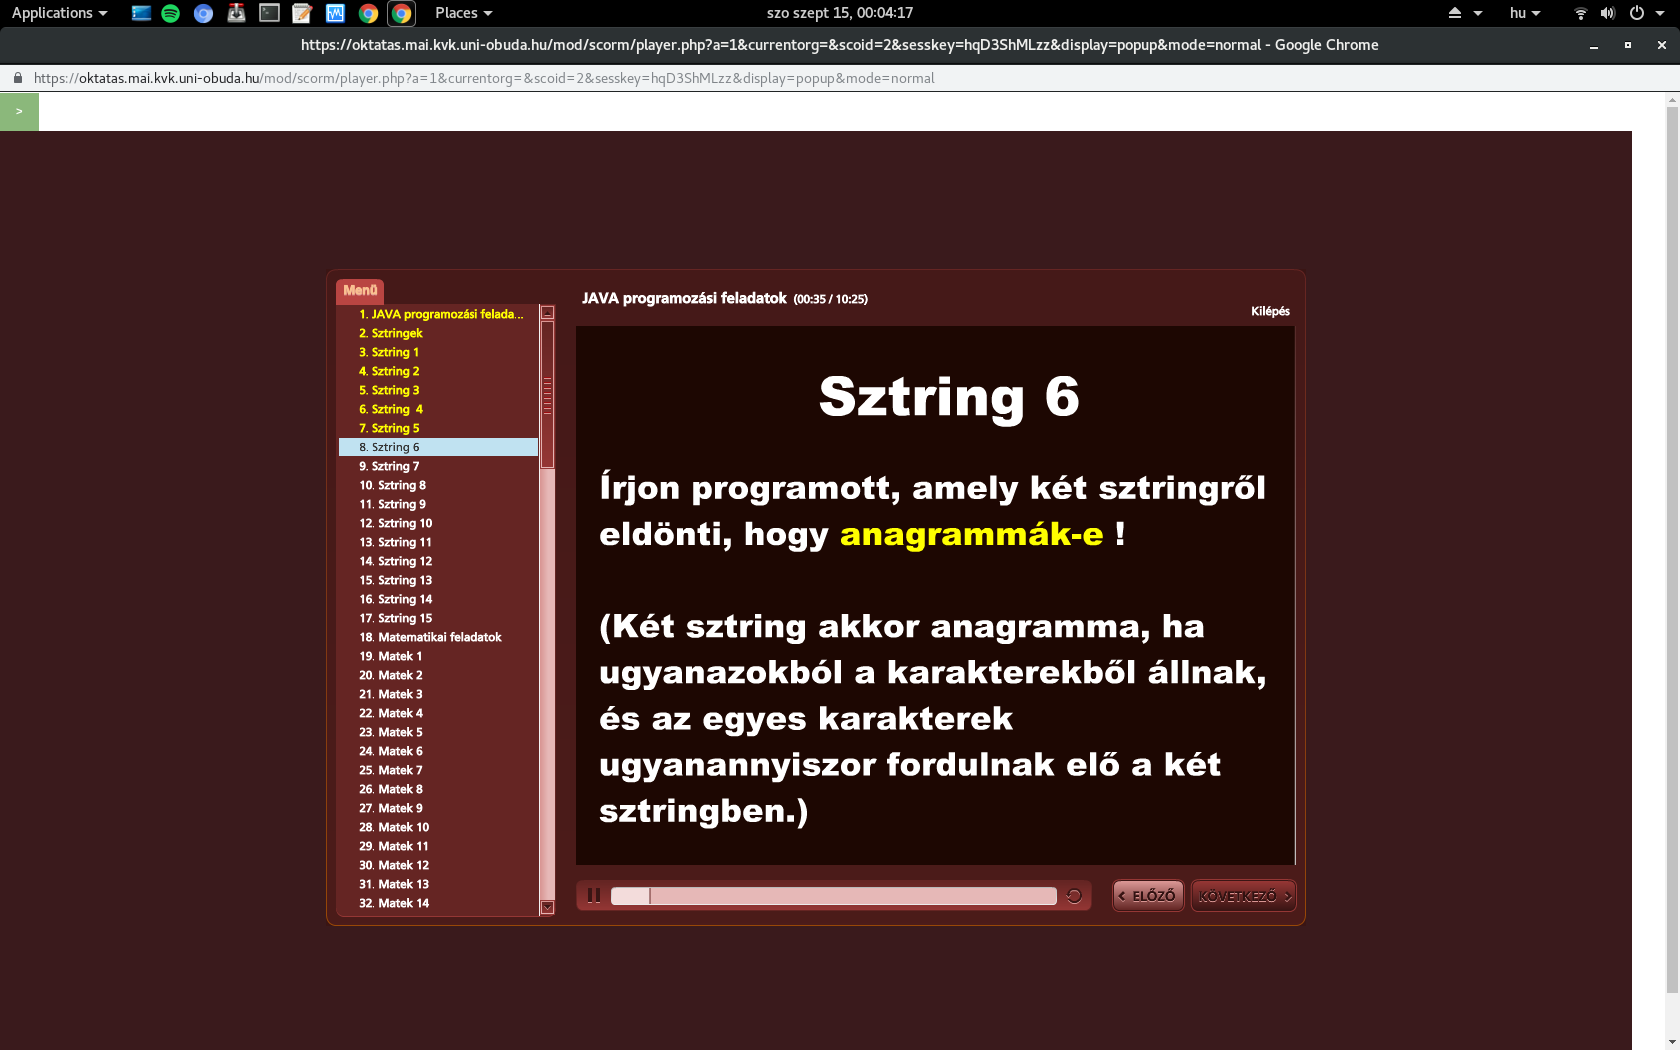 Applications
Places
szo szept 15, 00:04:17
hu
https://oktatas.mai.kvk.uni-obuda.hu/mod/scorm/player.php?a=1&currentorg=&scoid=2&sesskey=hqD3ShMLzz&display=popup&mode=normal - Google Chrome
https://oktatas.mai.kvk.uni-obuda.hu/mod/scorm/player.php?a=1&currentorg=&scoid=2&sesskey=hqD3ShMLzz&display=popup&mode=normal
>
Menü
1. JAVA programozási felada...
2. Sztringek
3. Sztring 1
4. Sztring 2
5. Sztring 3
6. Sztring  4
7. Sztring 5
8. Sztring 6
9. Sztring 7
10. Sztring 8
11. Sztring 9
12. Sztring 10
13. Sztring 11
14. Sztring 12
15. Sztring 13
16. Sztring 14
17. Sztring 15
18. Matematikai feladatok
19. Matek 1
20. Matek 2
21. Matek 3
22. Matek 4
23. Matek 5
24. Matek 6
25. Matek 7
26. Matek 8
27. Matek 9
28. Matek 10
29. Matek 11
30. Matek 12
31. Matek 13
32. Matek 14
JAVA programozási feladatok (00:35 / 10:25)
Kilépés
Sztring 6
Írjon programott, amely két sztringről
eldönti, hogy anagrammák-e !
(Két sztring akkor anagramma, ha
ugyanazokból a karakterekből állnak,
és az egyes karakterek
ugyanannyiszor fordulnak elő a két
sztringben.)
< ELŐZŐ
KÖVETKEZŐ >